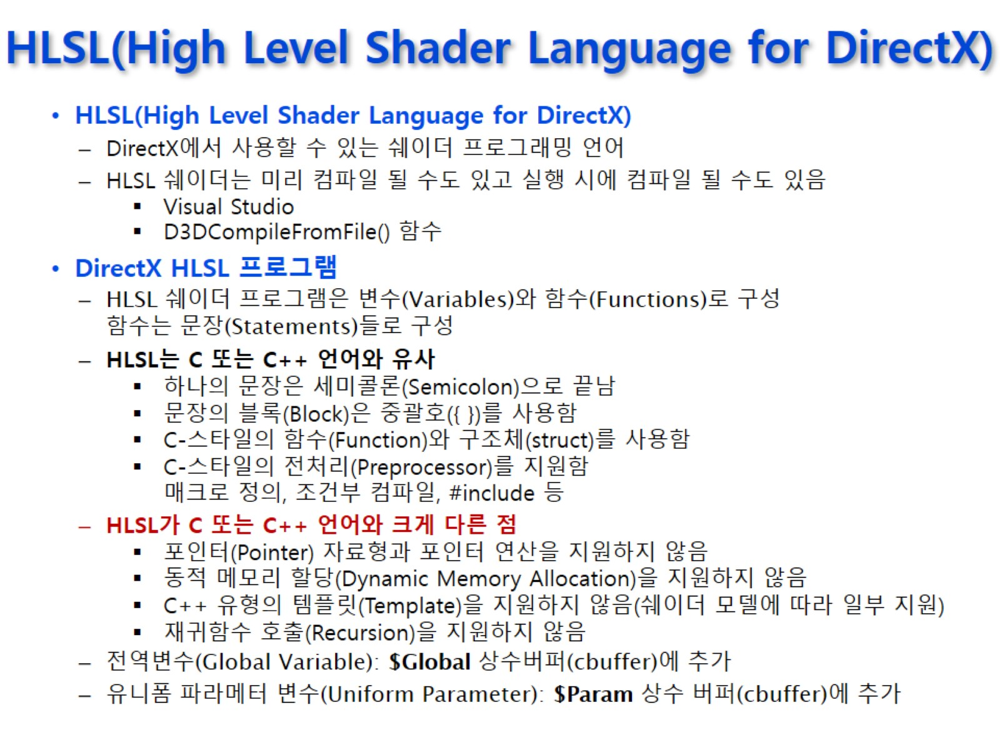 HLSL(High Level Shader Language for DirectX)
• HLSL(High Level Shader Language for DirectX)
– DirectX에서 사용할 수 있는 쉐이더 프로그래밍 언어
– HLSL 쉐이더는 미리 컴파일 될 수도 있고 실행 시에 컴파일 될 수도 있음
▪ Visual Studio
▪ D3DCompileFromFile() 함수
• DirectX HLSL 프로그램
– HLSL 쉐이더 프로그램은 변수(Variables)와 함수(Functions)로 구성
함수는 문장(Statements)들로 구성
– HLSL는 C 또는 C++ 언어와 유사
▪ 하나의 문장은 세미콜론(Semicolon)으로 끝남
▪ 문장의 블록(Block)은 중괄호({ })를 사용함
▪ C-스타일의 함수(Function)와 구조체(struct)를 사용함
▪ C-스타일의 전처리(Preprocessor)를 지원함
매크로 정의, 조건부 컴파일, #include 등
– HLSL가 C 또는 C++ 언어와 크게 다른 점
▪ 포인터(Pointer) 자료형과 포인터 연산을 지원하지 않음
▪ 동적 메모리 할당(Dynamic Memory Allocation)을 지원하지 않음
▪ C++ 유형의 템플릿(Template)을 지원하지 않음(쉐이더 모델에 따라 일부 지원)
▪ 재귀함수 호출(Recursion)을 지원하지 않음
– 전역변수(Global Variable): $Global 상수버퍼(cbuffer)에 추가
– 유니폼 파라메터 변수(Uniform Parameter): $Param 상수 버퍼(cbuffer)에 추가